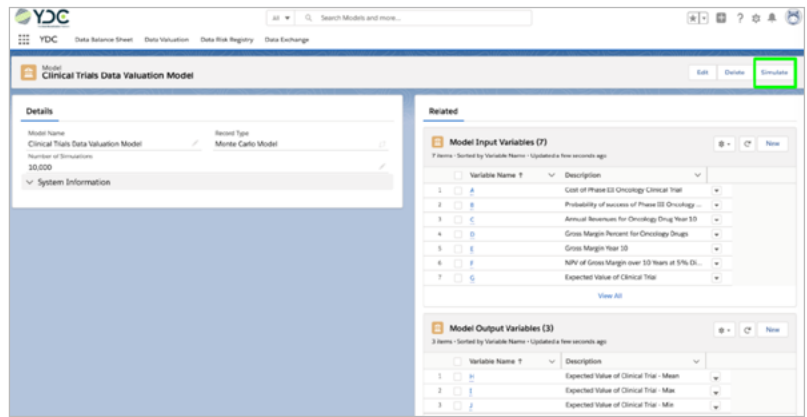 YDC
All
Search Models and more...
YDC Data Balance Sheet Data Valuation Data Risk Registry Data Exchange
Model
Clinical Trials Data Valuation Model
Edit Delete Simulate
Details
Model Name
Clinical Trials Data Valuation Model
Record Type
Monte Carlo Model
Number of Simulations
10,000
System Information
Related
Model Input Variables (7)
New
7 items • Sorted by Variable Name • Updated a few seconds ago
Variable Name ↑ Description
1 A Cost of Phase III Oncology Clinical Trial
2 B Probability of success of Phase III Oncology ...
3 C Annual Revenues for Oncology Drug Year 10
4 D Gross Margin Percent for Oncology Drugs
5 E Gross Margin Year 10
6 F NPV of Gross Margin over 10 Years at 5% Di...
7 G Expected Value of Clinical Trial
View All
Model Output Variables (3)
New
3 items • Sorted by Variable Name • Updated a few seconds ago
Variable Name ↑ Description
1 H Expected Value of Clinical Trial - Mean
2 I Expected Value of Clinical Trial - Max
3 J Expected Value of Clinical Trial - Min